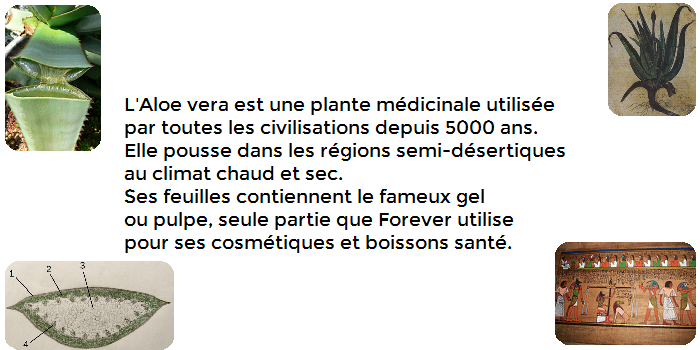 L'Aloe vera est une plante médicinale utilisée
par toutes les civilisations depuis 5000 ans.
Elle pousse dans les régions semi-désertiques
au climat chaud et sec.
Ses feuilles contiennent le fameux gel
ou pulpe, seule partie que Forever utilise
pour ses cosmétiques et boissons santé.
1
2
3
4